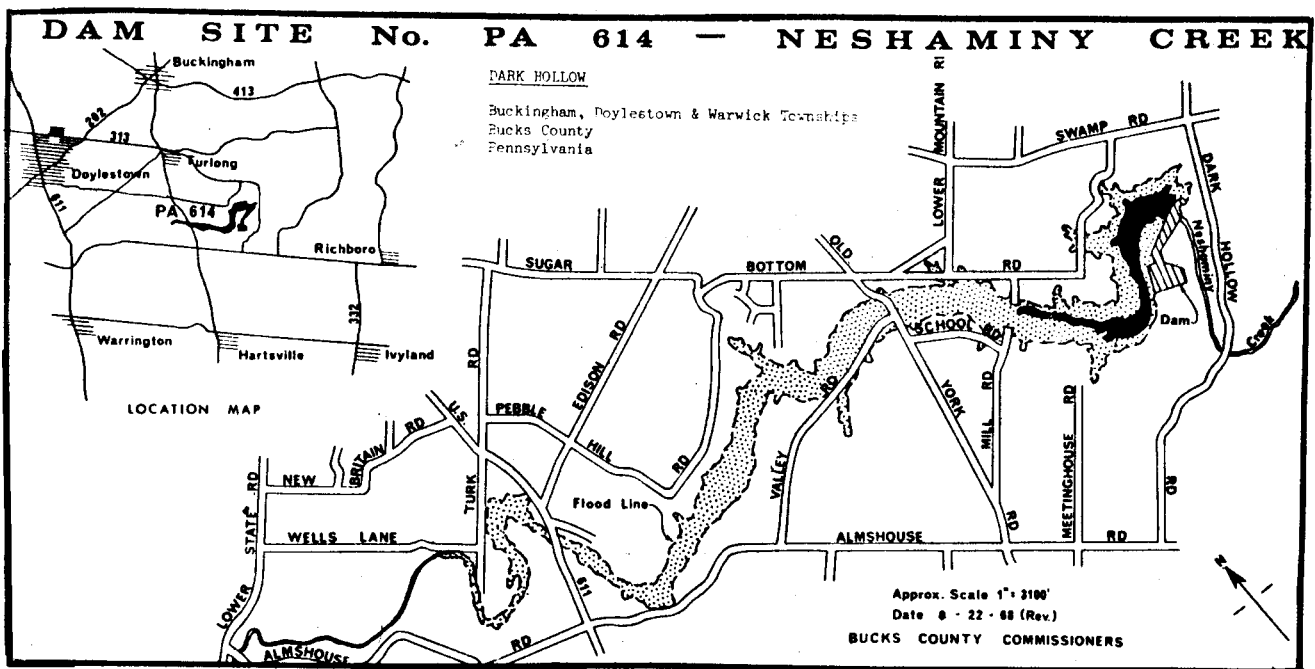 DAM SITE No. PA 614 — NESHAMINY CREEK
DARK HOLLOW
Buckingham, Doylestown & Warwick Townships
Bucks County
Pennsylvania
Buckingham
413
202
313
Furlong
Doylestown
611
PA 614
Richboro
332
Warrington
Hartsville
Ivyland
LOCATION MAP
LOWER MOUNTAIN
SWAMP RD
DARK HOLLOW RD
Neshaminy Creek
Dam
SUGAR BOTTOM RD
OLD YORK RD
SCHOOL RD
MILL RD
MEETINGHOUSE RD
VALLEY RD
EDISON RD
TURK RD
U.S. 611
PEBBLE HILL RD
NEW BRITAIN RD
LOWER STATE RD
WELLS LANE
Flood Line
ALMSHOUSE RD
ALMSHOUSE RD
N
Approx. Scale 1" = 3100'
Date 8 - 22 - 68 (Rev.)
BUCKS COUNTY COMMISSIONERS